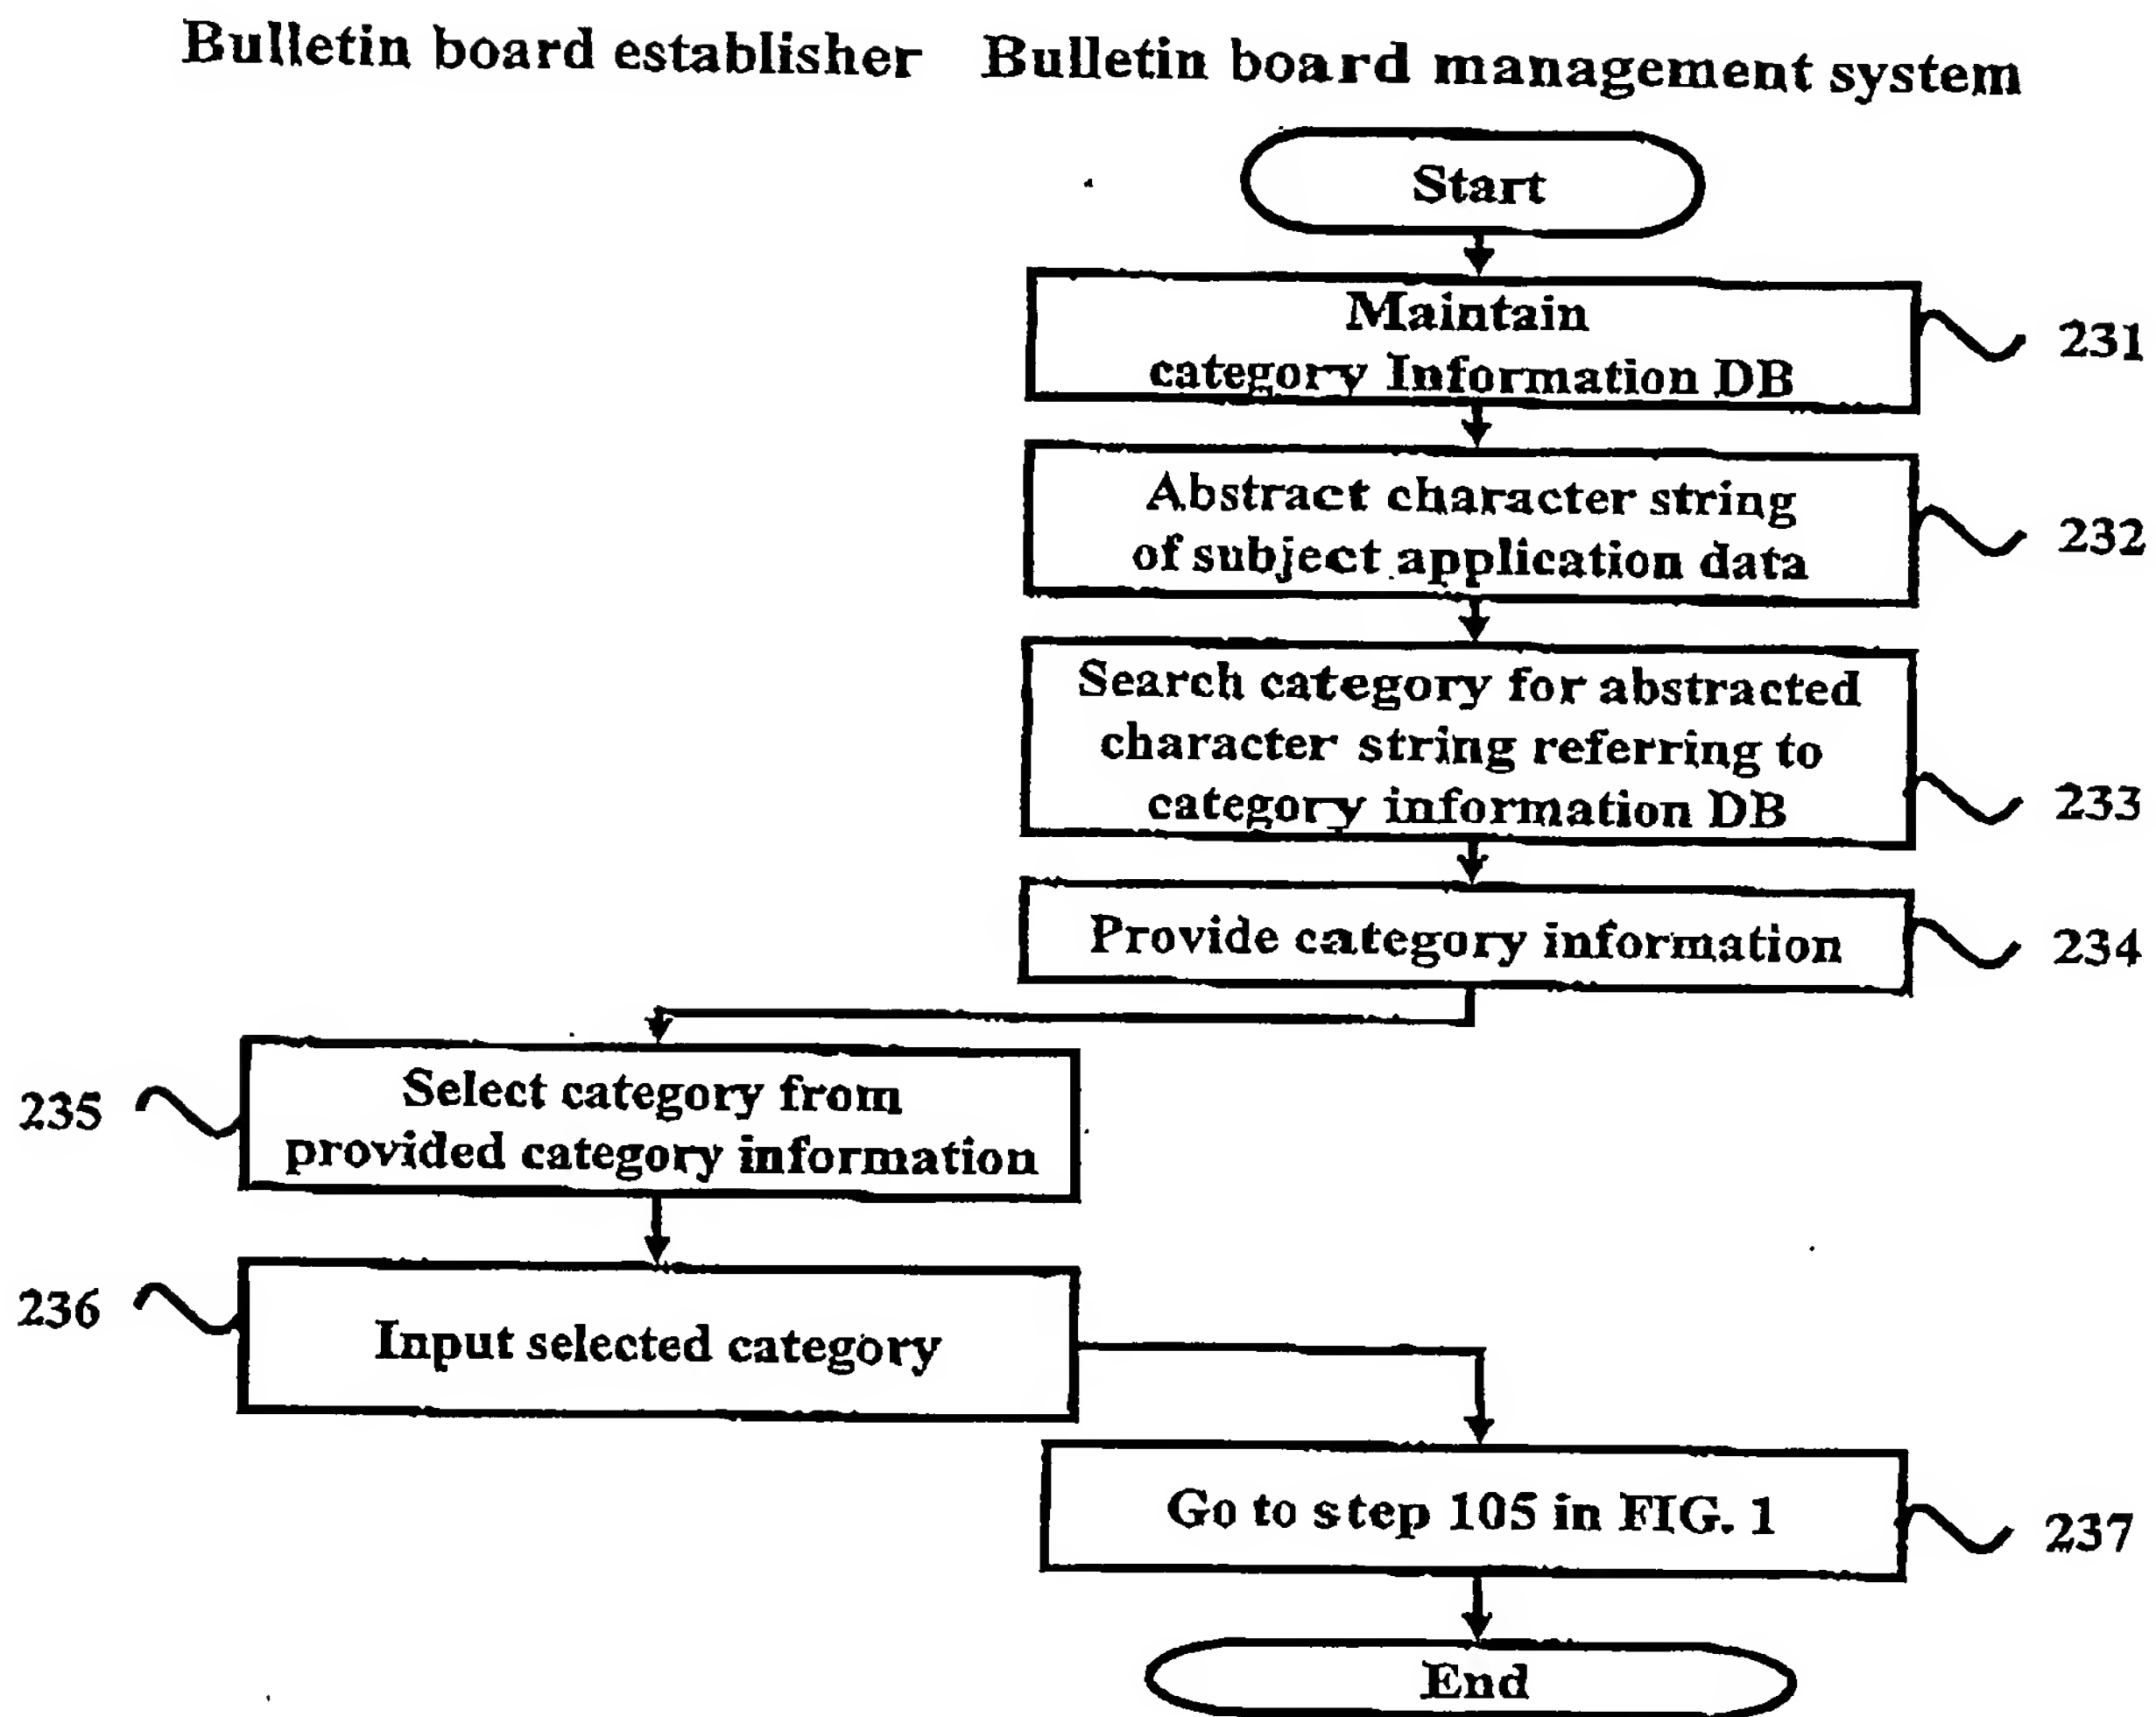 Bulletin board establisher
Bulletin board management system
Start
Maintain
category Information DB
231
Abstract character string
of subject application data
232
Search category for abstracted
character string referring to
category information DB
233
Provide category information
234
Select category from
provided category information
235
Input selected category
236
Go to step 105 in FIG. 1
237
End